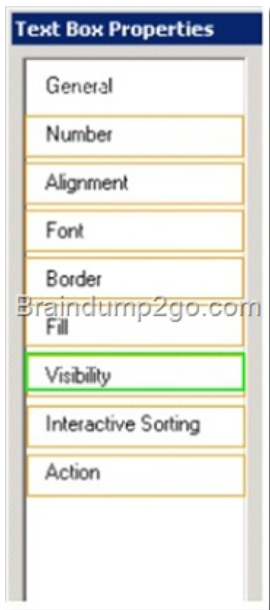 Text Box Properties
General
Number
Alignment
Font
Border
Braindump2go.com
Fill
Visibility
Interactive Sorting
Action